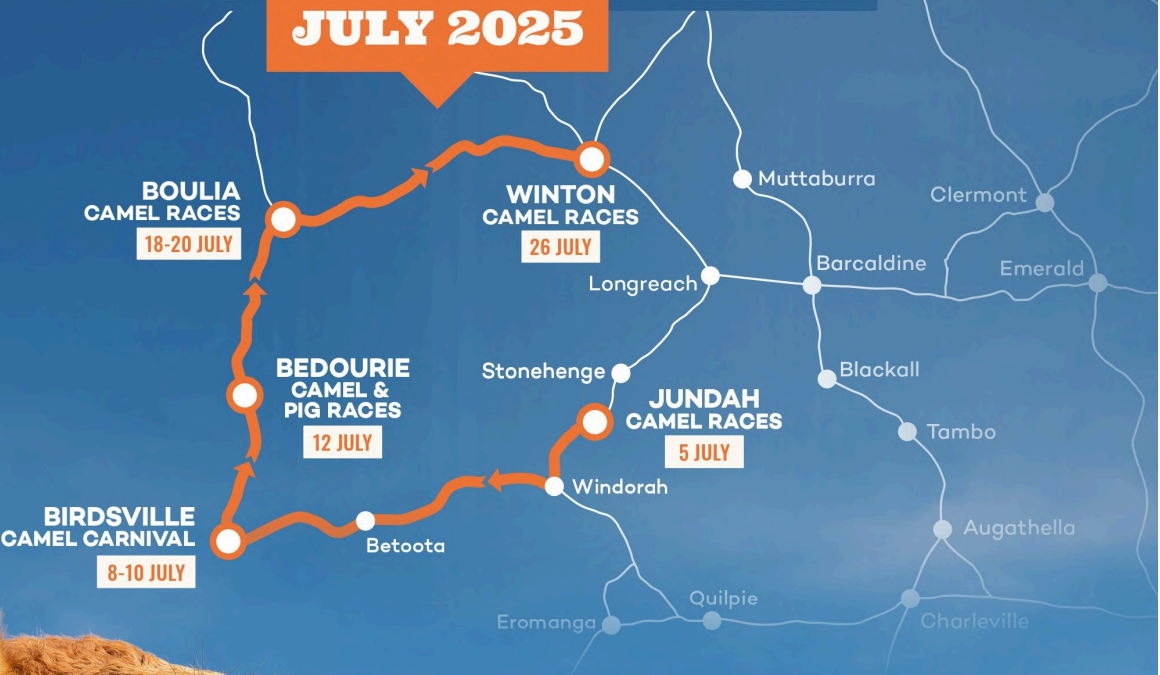 JULY 2025
BOULIA
CAMEL RACES
18-20 JULY
WINTON
CAMEL RACES
26 JULY
Muttaburra
Clermont
Longreach
Barcaldine
Emerald
BEDOURIE
CAMEL &
PIG RACES
12 JULY
Stonehenge
JUNDAH
CAMEL RACES
5 JULY
Blackall
Tambo
Windorah
BIRDSVILLE
CAMEL CARNIVAL
8-10 JULY
Betoota
Augathella
Eromanga
Quilpie
Charleville